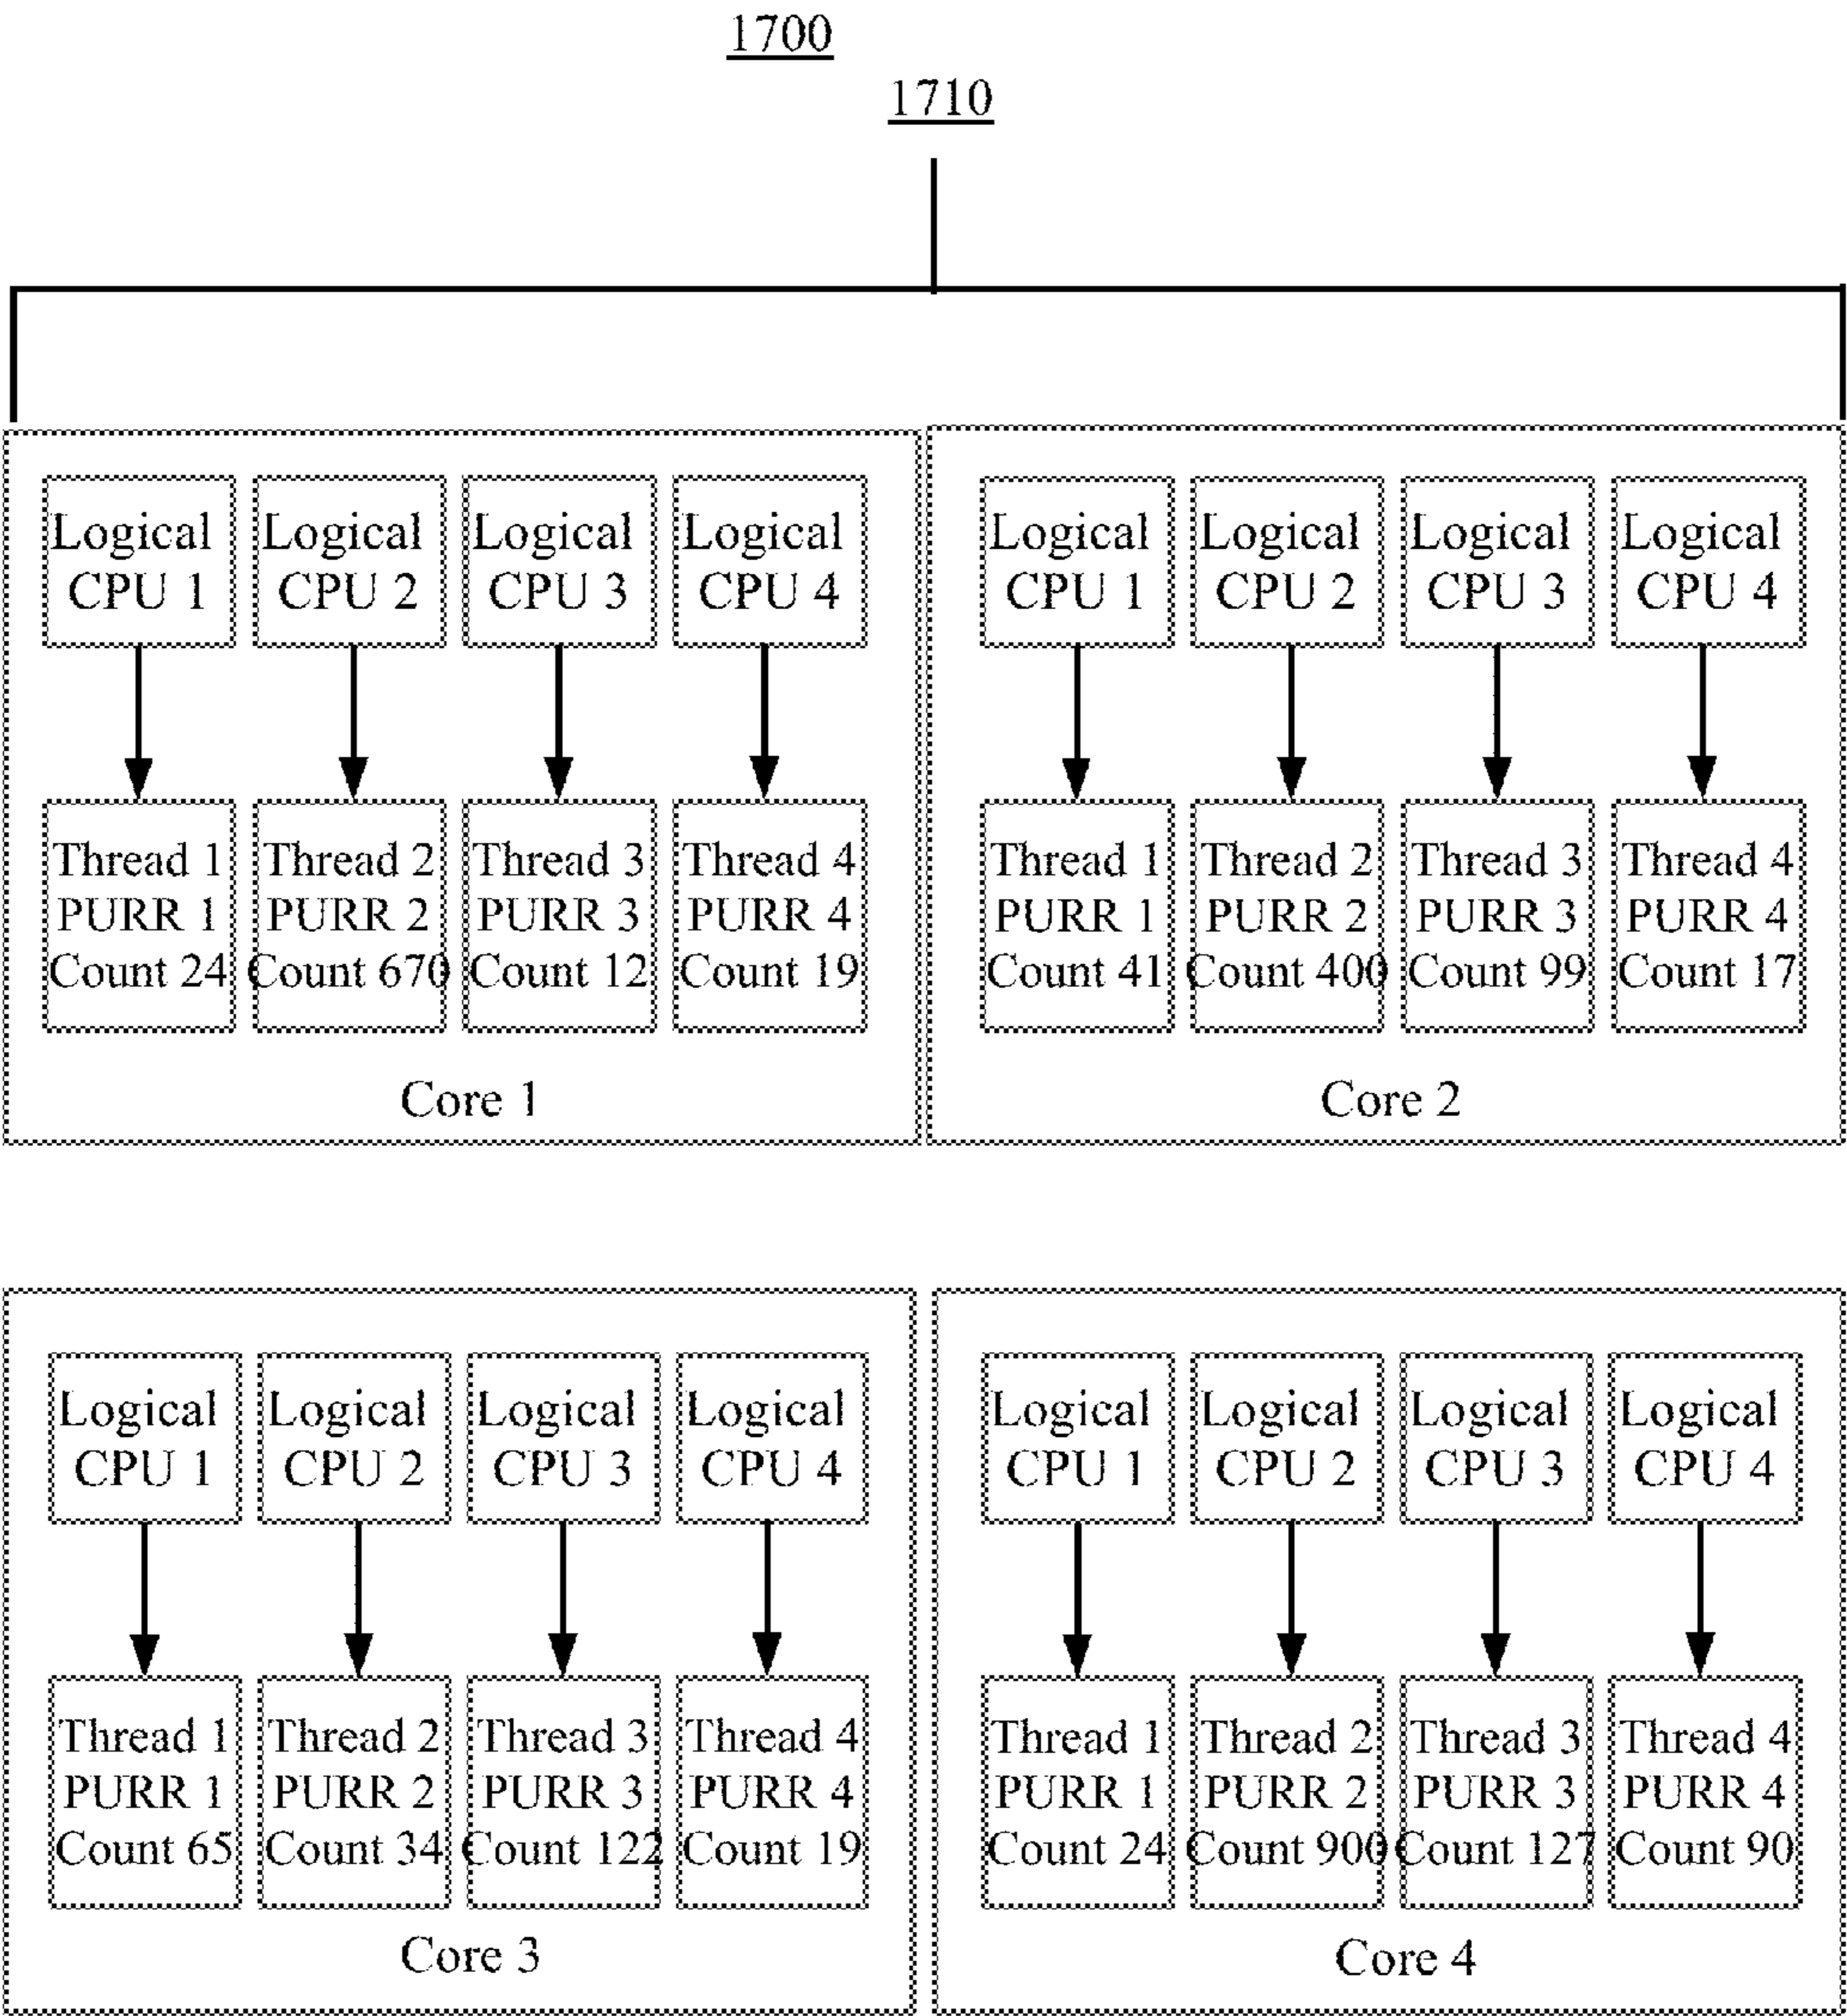 1700
1710
Logical CPU 1
Logical CPU 2
Logical CPU 3
Logical CPU 4
Thread 1 PURR 1 Count 24
Thread 2 PURR 2 Count 670
Thread 3 PURR 3 Count 12
Thread 4 PURR 4 Count 19
Core 1
Logical CPU 1
Logical CPU 2
Logical CPU 3
Logical CPU 4
Thread 1 PURR 1 Count 41
Thread 2 PURR 2 Count 400
Thread 3 PURR 3 Count 99
Thread 4 PURR 4 Count 17
Core 2
Logical CPU 1
Logical CPU 2
Logical CPU 3
Logical CPU 4
Thread 1 PURR 1 Count 65
Thread 2 PURR 2 Count 34
Thread 3 PURR 3 Count 122
Thread 4 PURR 4 Count 19
Core 3
Logical CPU 1
Logical CPU 2
Logical CPU 3
Logical CPU 4
Thread 1 PURR 1 Count 24
Thread 2 PURR 2 Count 900
Thread 3 PURR 3 Count 127
Thread 4 PURR 4 Count 90
Core 4